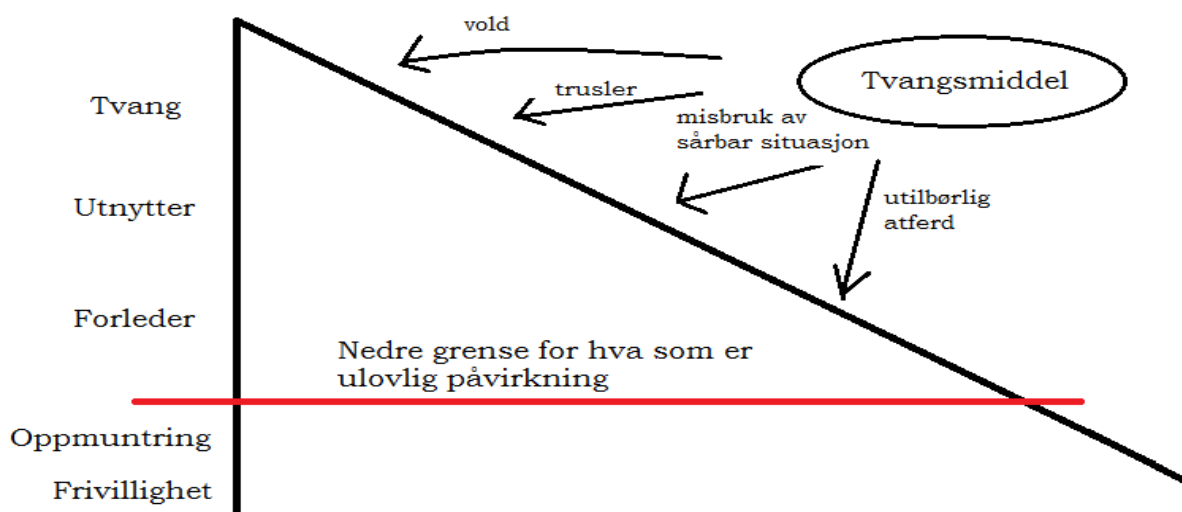 vold
Tvangsmiddel
trusler
Tvang
misbruk av
sårbar situasjon
Utnytter
utilbørlig
atferd
Forleder
Nedre grense for hva som er
ulovlig påvirkning
Oppmuntring
Frivillighet